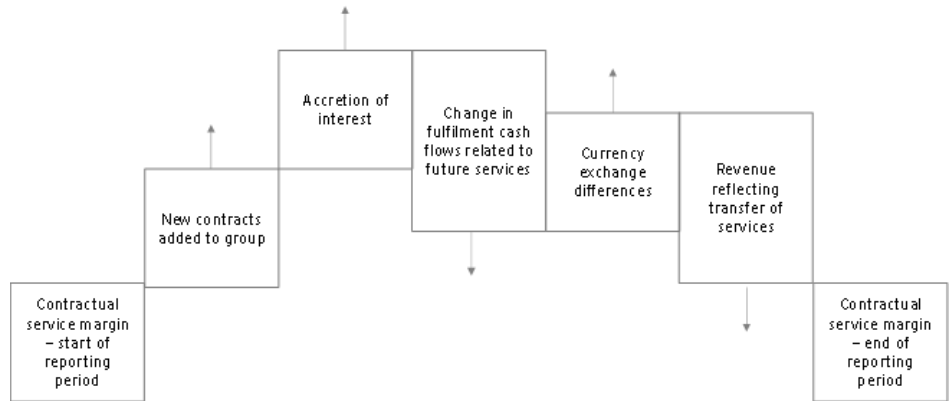 Contractual
service margin
– start of
reporting
period
New contracts
added to group
Accretion of
interest
Change in
fulfilment cash
flows related to
future services
Currency
exchange
differences
Revenue
reflecting
transfer of
services
Contractual
service margin
– end of
reporting
period